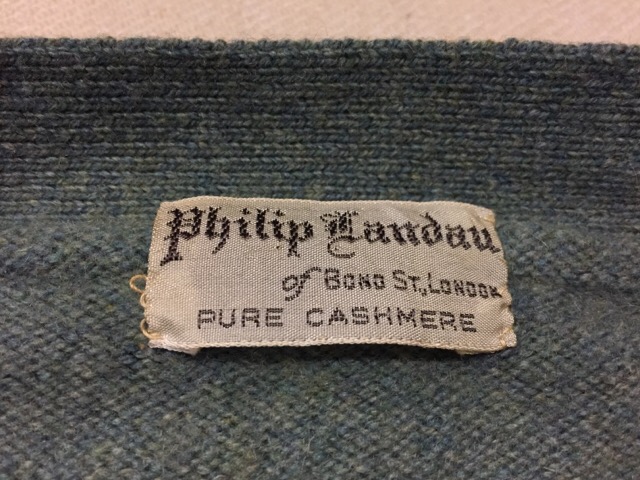 Philip Landau
of BOND ST., LONDON
PURE CASHMERE